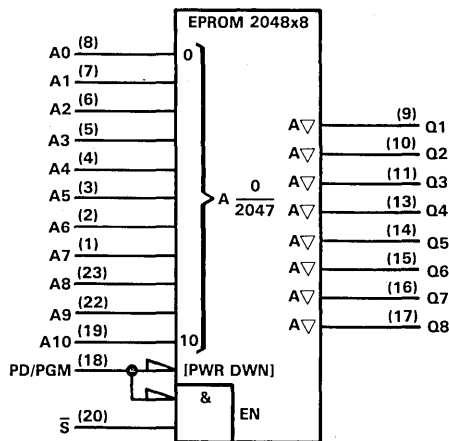 EPROM 2048x8
A0 (8) 0
A1 (7)
A2 (6)
A3 (5)
A4 (4)
A5 (3)
A6 (2)
A7 (1)
A8 (23)
A9 (22)
A10 (19) 10
A 0/2047
A▽ (9) Q1
A▽ (10) Q2
A▽ (11) Q3
A▽ (13) Q4
A▽ (14) Q5
A▽ (15) Q6
A▽ (16) Q7
A▽ (17) Q8
PD/PGM (18) [PWR DWN]
&
EN
S̅ (20)